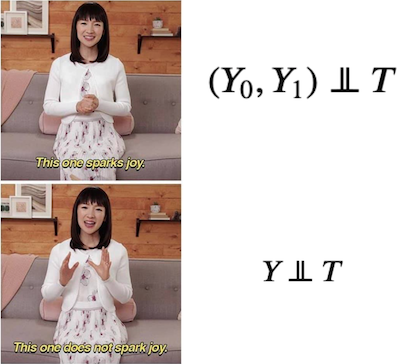 This one sparks joy.
(Y₀, Y₁) ⫫ T
This one does not spark joy.
Y ⫫ T